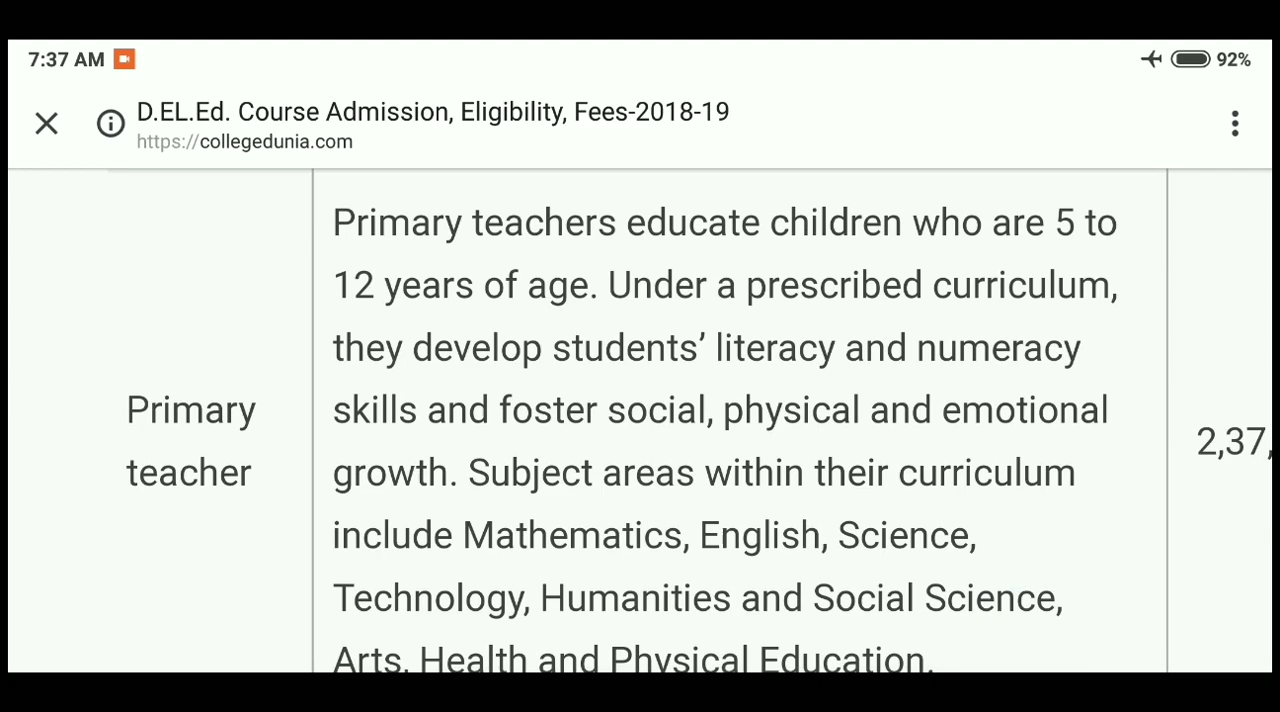 7:37 AM 92%
D.EL.Ed. Course Admission, Eligibility, Fees-2018-19
https://collegedunia.com
Primary teachers educate children who are 5 to
12 years of age. Under a prescribed curriculum,
they develop students’ literacy and numeracy
Primary
skills and foster social, physical and emotional
2,37,
teacher
growth. Subject areas within their curriculum
include Mathematics, English, Science,
Technology, Humanities and Social Science,
Arts, Health and Physical Education.